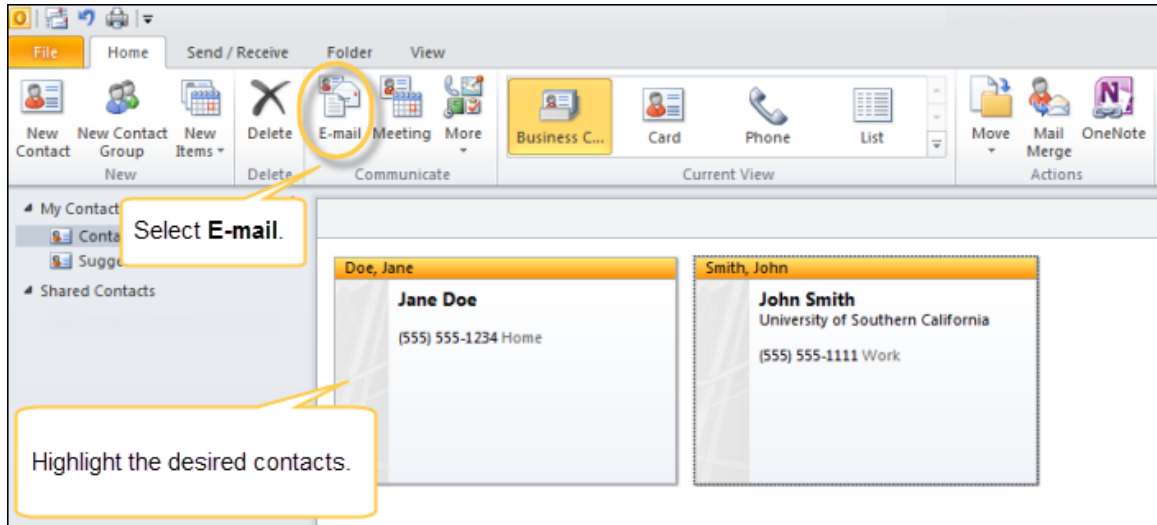 File Home Send / Receive Folder View
New Contact
New Contact Group
New Items
Delete
E-mail
Meeting
More
Business C...
Card
Phone
List
Move
Mail Merge
OneNote
New Delete Communicate Current View Actions
My Contact
Conta
Sugge
Shared Contacts
Select E-mail.
Doe, Jane
Jane Doe
(555) 555-1234 Home
Smith, John
John Smith
University of Southern California
(555) 555-1111 Work
Highlight the desired contacts.